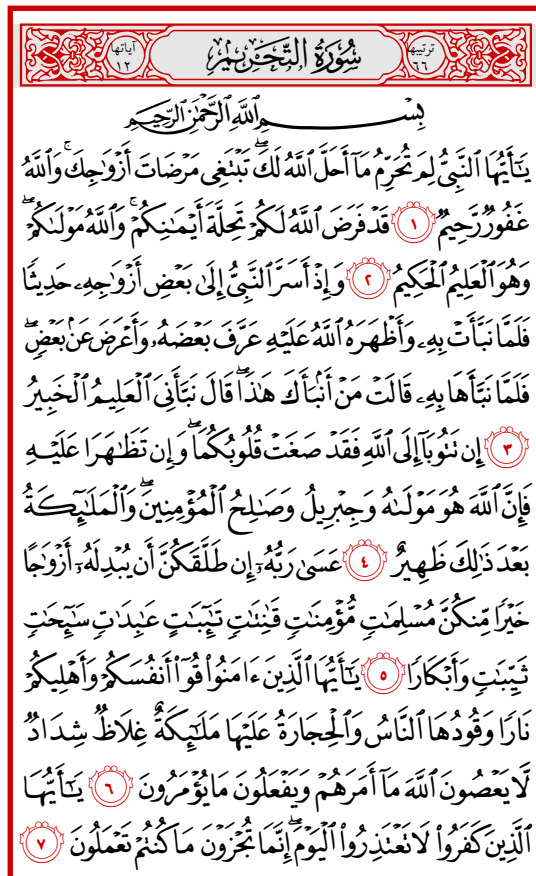 ترتيبها ٦٦ سُورَةُ التَّحْرِيمِ آياتها ١٢
بِسْمِ ٱللَّهِ ٱلرَّحْمَٰنِ ٱلرَّحِيمِ
يَٰٓأَيُّهَا ٱلنَّبِيُّ لِمَ تُحَرِّمُ مَآ أَحَلَّ ٱللَّهُ لَكَۖ تَبْتَغِي مَرْضَاتَ أَزْوَٰجِكَۚ وَٱللَّهُ
غَفُورٌ رَّحِيمٌ ١ قَدْ فَرَضَ ٱللَّهُ لَكُمْ تَحِلَّةَ أَيْمَٰنِكُمْۚ وَٱللَّهُ مَوْلَىٰكُمْۖ
وَهُوَ ٱلْعَلِيمُ ٱلْحَكِيمُ ٢ وَإِذْ أَسَرَّ ٱلنَّبِيُّ إِلَىٰ بَعْضِ أَزْوَٰجِهِۦ حَدِيثًا
فَلَمَّا نَبَّأَتْ بِهِۦ وَأَظْهَرَهُ ٱللَّهُ عَلَيْهِ عَرَّفَ بَعْضَهُۥ وَأَعْرَضَ عَنۢ بَعْضٍۖ
فَلَمَّا نَبَّأَهَا بِهِۦ قَالَتْ مَنْ أَنۢبَأَكَ هَٰذَاۖ قَالَ نَبَّأَنِيَ ٱلْعَلِيمُ ٱلْخَبِيرُ
٣ إِن تَتُوبَآ إِلَى ٱللَّهِ فَقَدْ صَغَتْ قُلُوبُكُمَاۖ وَإِن تَظَٰهَرَا عَلَيْهِ
فَإِنَّ ٱللَّهَ هُوَ مَوْلَىٰهُ وَجِبْرِيلُ وَصَٰلِحُ ٱلْمُؤْمِنِينَۖ وَٱلْمَلَٰٓئِكَةُ
بَعْدَ ذَٰلِكَ ظَهِيرٌ ٤ عَسَىٰ رَبُّهُۥٓ إِن طَلَّقَكُنَّ أَن يُبْدِلَهُۥٓ أَزْوَٰجًا
خَيْرًا مِّنكُنَّ مُسْلِمَٰتٍ مُّؤْمِنَٰتٍ قَٰنِتَٰتٍ تَٰٓئِبَٰتٍ عَٰبِدَٰتٍ سَٰٓئِحَٰتٍ
ثَيِّبَٰتٍ وَأَبْكَارًا ٥ يَٰٓأَيُّهَا ٱلَّذِينَ ءَامَنُوا۟ قُوٓا۟ أَنفُسَكُمْ وَأَهْلِيكُمْ
نَارًا وَقُودُهَا ٱلنَّاسُ وَٱلْحِجَارَةُ عَلَيْهَا مَلَٰٓئِكَةٌ غِلَاظٌ شِدَادٌ
لَّا يَعْصُونَ ٱللَّهَ مَآ أَمَرَهُمْ وَيَفْعَلُونَ مَا يُؤْمَرُونَ ٦ يَٰٓأَيُّهَا
ٱلَّذِينَ كَفَرُوا۟ لَا تَعْتَذِرُوا۟ ٱلْيَوْمَۖ إِنَّمَا تُجْزَوْنَ مَا كُنتُمْ تَعْمَلُونَ ٧